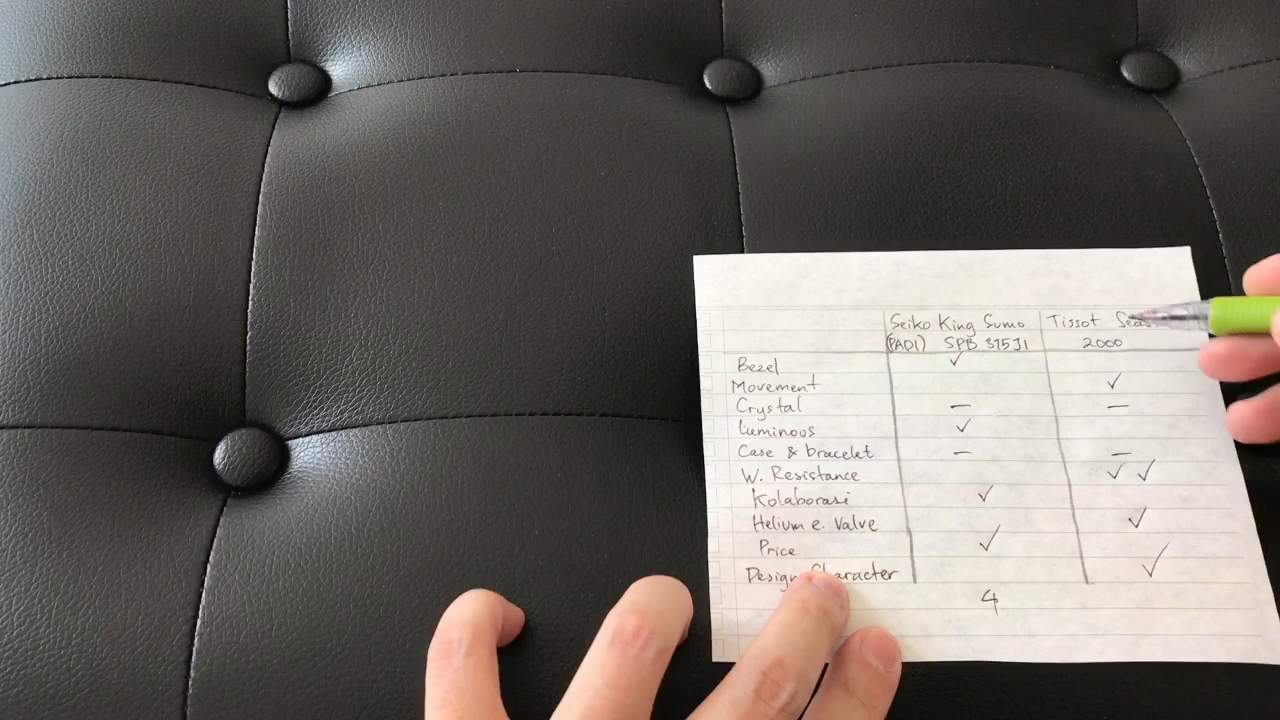 Seiko King Sumo Tissot
(PADI) SPB 375J1 2000
Bezel ✓
Movement ✓
Crystal – –
Luminous ✓
Case & bracelet – –
W. Resistance ✓ ✓
Kolaborasi ✓
Helium e. Valve ✓
Price ✓
Design Character ✓
4